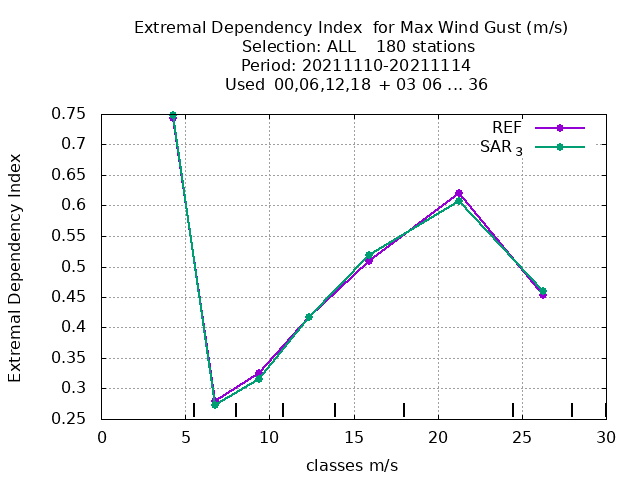 Extremal Dependency Index  for Max Wind Gust (m/s)
Selection: ALL    180 stations
Period: 20211110-20211114
Used  00,06,12,18  + 03 06 ... 36
REF
SAR 3
Extremal Dependency Index
0.75
0.7
0.65
0.6
0.55
0.5
0.45
0.4
0.35
0.3
0.25
0 5 10 15 20 25 30
classes m/s